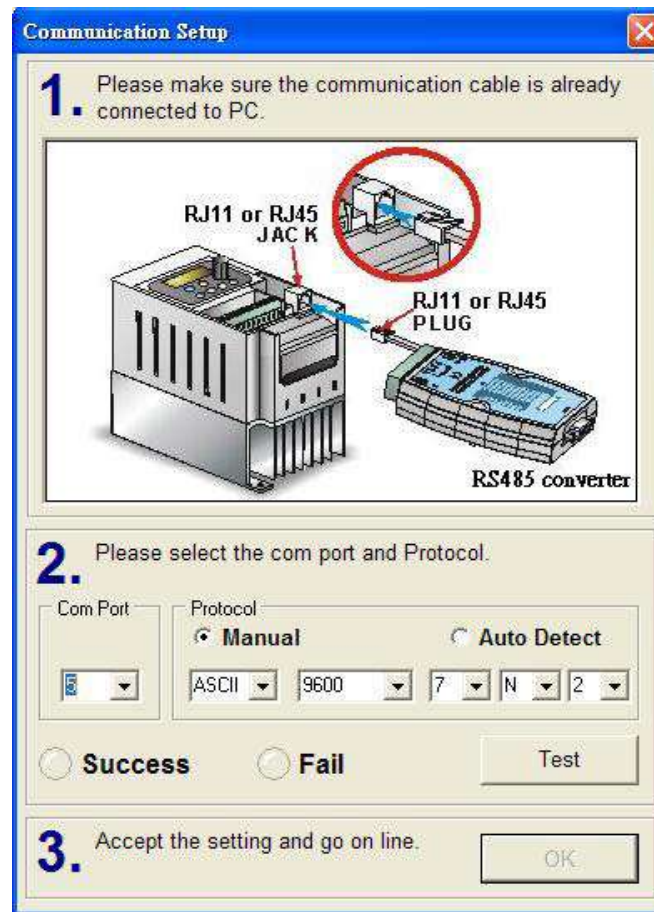 Communication Setup
1. Please make sure the communication cable is already
connected to PC.
RJ11 or RJ45
JACK
RJ11 or RJ45
PLUG
RS485 converter
2. Please select the com port and Protocol.
Com Port
Protocol
Manual
Auto Detect
5
ASCII
9600
7
N
2
Success
Fail
Test
3. Accept the setting and go on line.
OK